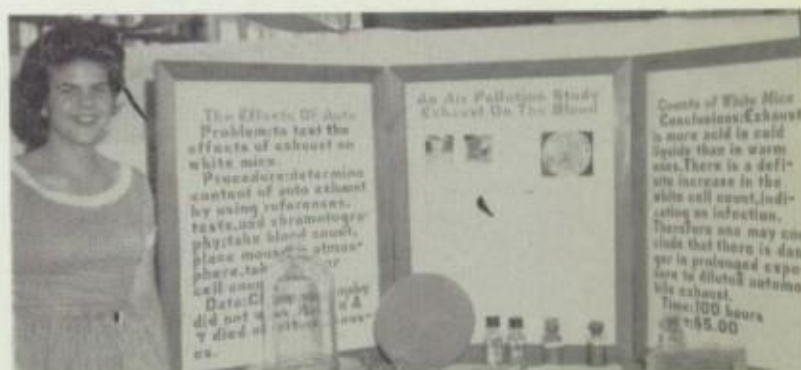 The Effects Of Auto
Problem:to test the
effects of exhaust on
white mice.
Procedure:determine
content of auto exhaust
by using references,
tests,and chromatogra-
phy;take blood count,
place mouse in atmos-
phere,
cell
Data:
did not
died
An Air Pollution Study
Exhaust On The Blood
Counts of White Mice
Conclusions:Exhaust
is more acid in cold
liquids than in warm
ones.There is a defi-
nite increase in the
white cell count,indi-
cating an infection.
Therefore one may con
clude that there is dan
ger in prolonged expo
sure to diluted automo
bile exhaust.
Time:100 hours
$5.00